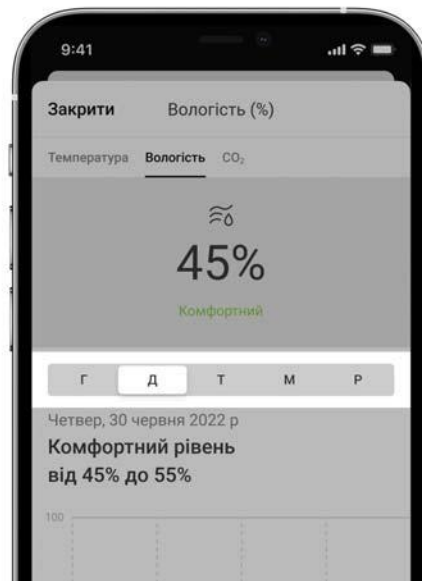 9:41
Закрити Вологість (%)
Температура Вологість CO₂
45%
Комфортний
Г Д Т М Р
Четвер, 30 червня 2022 р
Комфортний рівень
від 45% до 55%
100